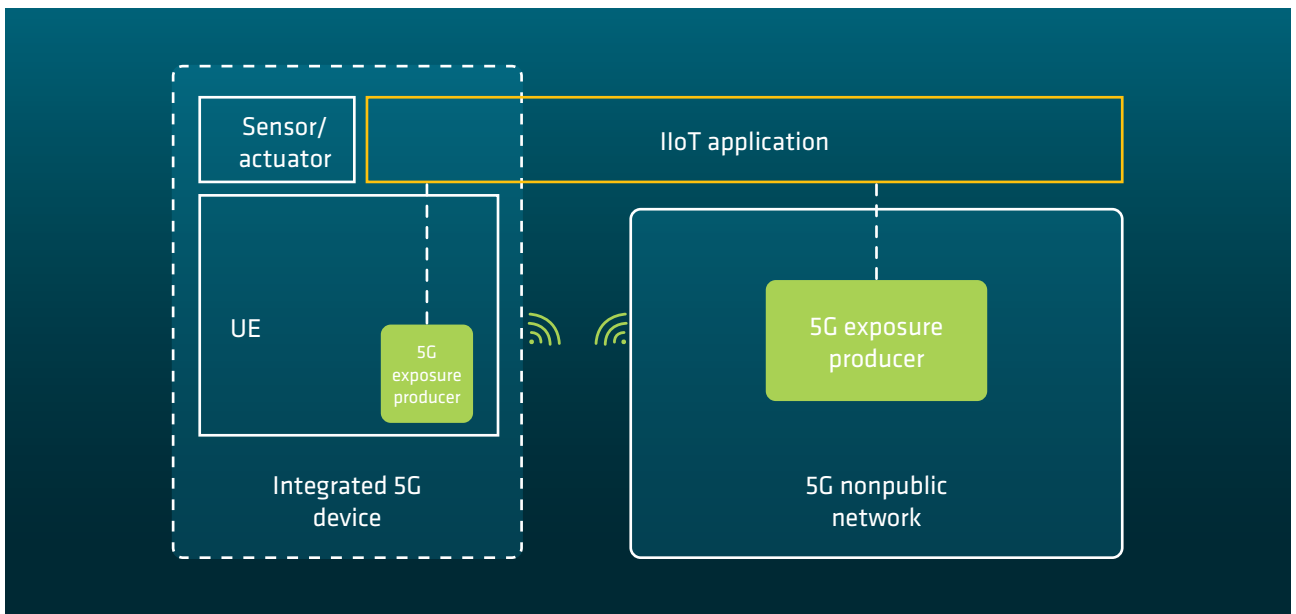 Sensor/
actuator
IIoT application
UE
5G
exposure
producer
5G exposure
producer
Integrated 5G
device
5G nonpublic
network